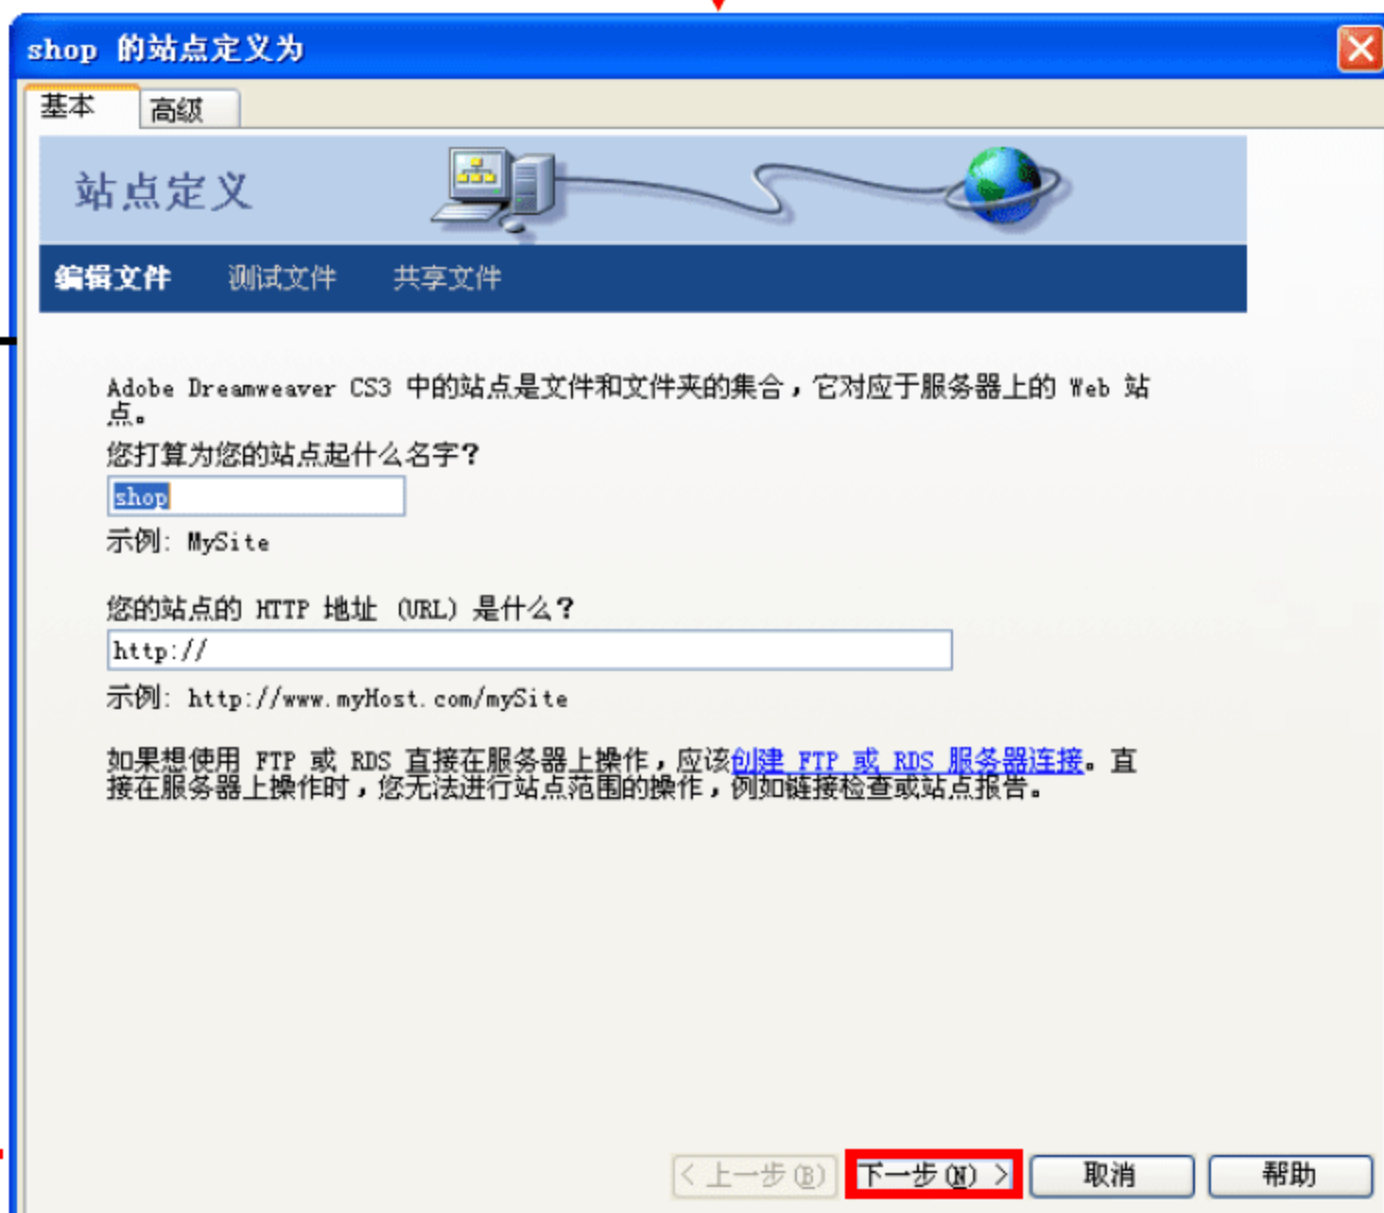 shop 的站点定义为
基本 高级
站点定义
编辑文件 测试文件 共享文件
Adobe Dreamweaver CS3 中的站点是文件和文件夹的集合，它对应于服务器上的 Web 站
点。
您打算为您的站点起什么名字？
shop
示例: MySite
您的站点的 HTTP 地址 (URL) 是什么？
http://
示例: http://www.myHost.com/mySite
如果想使用 FTP 或 RDS 直接在服务器上操作，应该创建 FTP 或 RDS 服务器连接。直
接在服务器上操作时，您无法进行站点范围的操作，例如链接检查或站点报告。
< 上一步(B) 下一步(N) > 取消 帮助